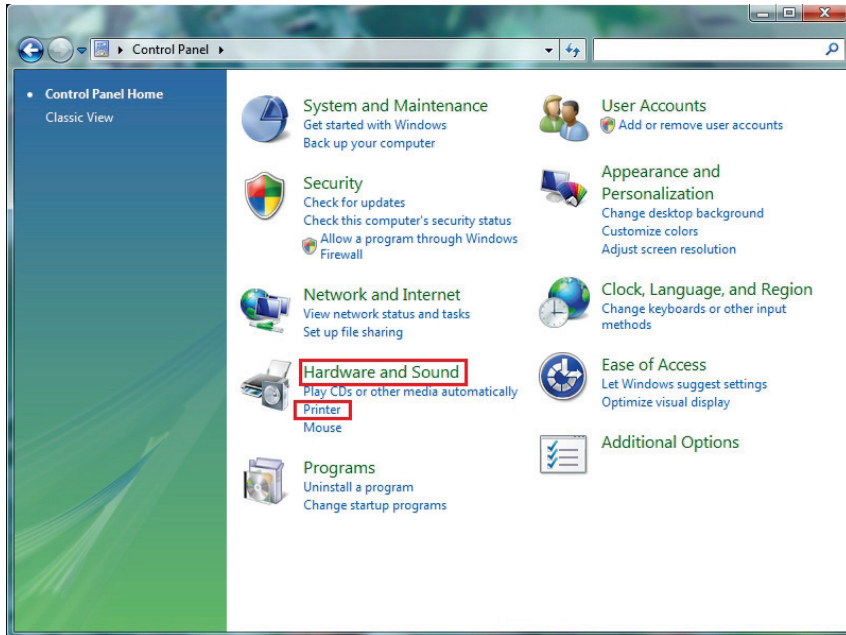 Control Panel
Control Panel Home
Classic View
System and Maintenance
Get started with Windows
Back up your computer
Security
Check for updates
Check this computer's security status
Allow a program through Windows
Firewall
Network and Internet
View network status and tasks
Set up file sharing
Hardware and Sound
Play CDs or other media automatically
Printer
Mouse
Programs
Uninstall a program
Change startup programs
User Accounts
Add or remove user accounts
Appearance and
Personalization
Change desktop background
Customize colors
Adjust screen resolution
Clock, Language, and Region
Change keyboards or other input
methods
Ease of Access
Let Windows suggest settings
Optimize visual display
Additional Options